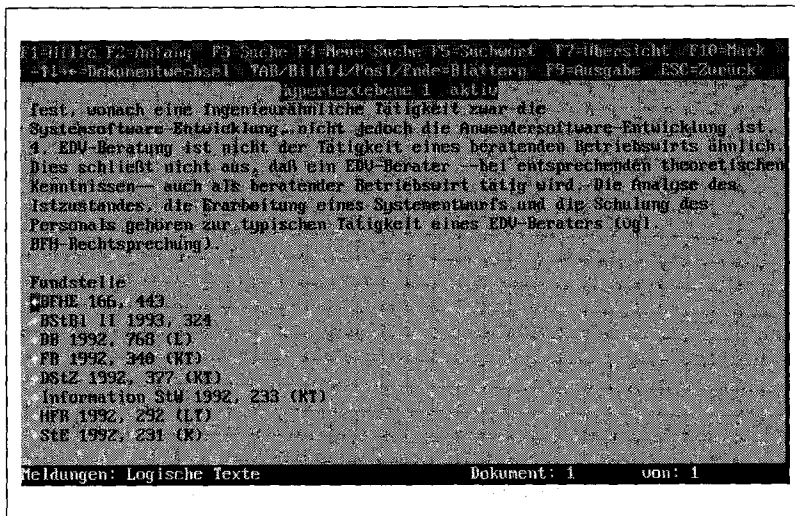 F1=Hilfe F2=Anfang F3=Suche F4=Neue Suche F5=Suchwort F7=Übersicht F10=Mark
-↑↓→=Dokumentwechsel TAB/Bild↑↓/Pos1/Ende=Blättern F9=Ausgabe ESC=Zurück
Hypertextebene 1 aktiv
fest, wonach eine Ingenieurähnliche Tätigkeit zwar die
Systemsoftware-Entwicklung, nicht jedoch die Anwendersoftware-Entwicklung ist.
4. EDV-Beratung ist nicht der Tätigkeit eines beratenden Betriebswirts ähnlich.
Dies schließt nicht aus, daß ein EDV-Berater --bei entsprechenden theoretischen
Kenntnissen-- auch als beratender Betriebswirt tätig wird. Die Analyse des
Istzustandes, die Erarbeitung eines Systementwurfs und die Schulung des
Personals gehören zur typischen Tätigkeit eines EDV-Beraters (vgl.
BFH-Rechtsprechung).
Fundstelle
BFHE 166, 443
BStBl II 1993, 324
DB 1992, 768 (L)
FR 1992, 340 (KT)
DStZ 1992, 377 (KT)
Information StW 1992, 233 (KT)
HFR 1992, 292 (LT)
StE 1992, 231 (K)
Meldungen: Logische Texte Dokument: 1 von: 1